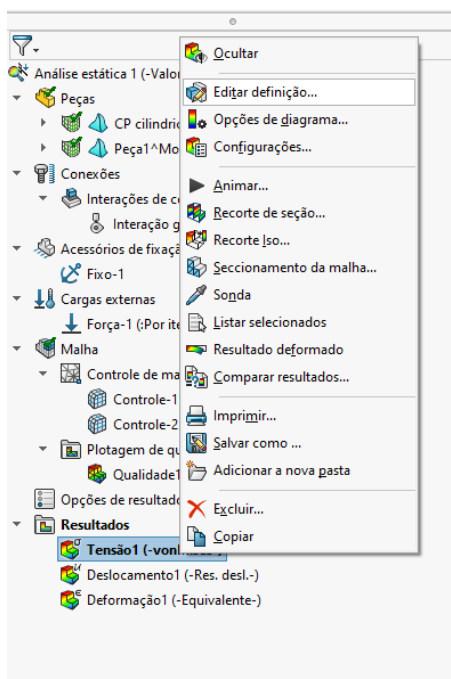 Ocultar
Análise estática 1 (-Valor
Editar definição...
Peças
Opções de diagrama...
CP cilindric
Configurações...
Peça1^Mo
Conexões
Animar...
Interações de co
Recorte de seção...
Interação g
Recorte Iso...
Acessórios de fixaçã
Seccionamento da malha...
Fixo-1
Sonda
Cargas externas
Listar selecionados
Força-1 (:Por ite
Resultado deformado
Malha
Comparar resultados...
Controle de ma
Controle-1
Imprimir...
Controle-2
Salvar como ...
Plotagem de qu
Adicionar a nova pasta
Qualidade1
Opções de resultado
Excluir...
Resultados
Copiar
Tensão1 (-von
Deslocamento1 (-Res. desl.-)
Deformação1 (-Equivalente-)